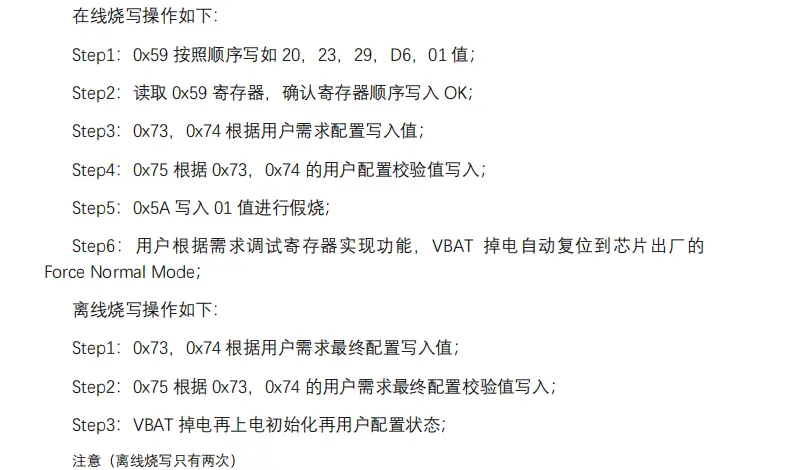 在线烧写操作如下：
Step1：0x59 按照顺序写如 20，23，29，D6，01 值；
Step2：读取 0x59 寄存器，确认寄存器顺序写入 OK；
Step3：0x73，0x74 根据用户需求配置写入值；
Step4：0x75 根据 0x73，0x74 的用户配置校验值写入；
Step5：0x5A 写入 01 值进行假烧；
Step6：用户根据需求调试寄存器实现功能，VBAT 掉电自动复位到芯片出厂的
Force Normal Mode；
离线烧写操作如下：
Step1：0x73，0x74 根据用户需求最终配置写入值；
Step2：0x75 根据 0x73，0x74 的用户需求最终配置校验值写入；
Step3：VBAT 掉电再上电初始化再用户配置状态；
注意（离线烧写只有两次）